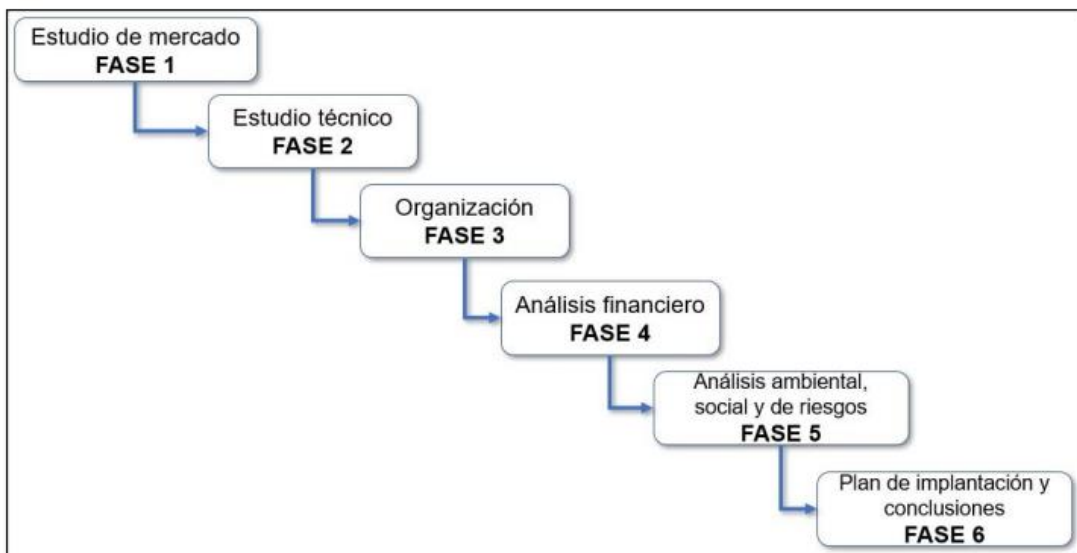 Estudio de mercado
FASE 1
Estudio técnico
FASE 2
Organización
FASE 3
Análisis financiero
FASE 4
Análisis ambiental,
social y de riesgos
FASE 5
Plan de implantación y
conclusiones
FASE 6